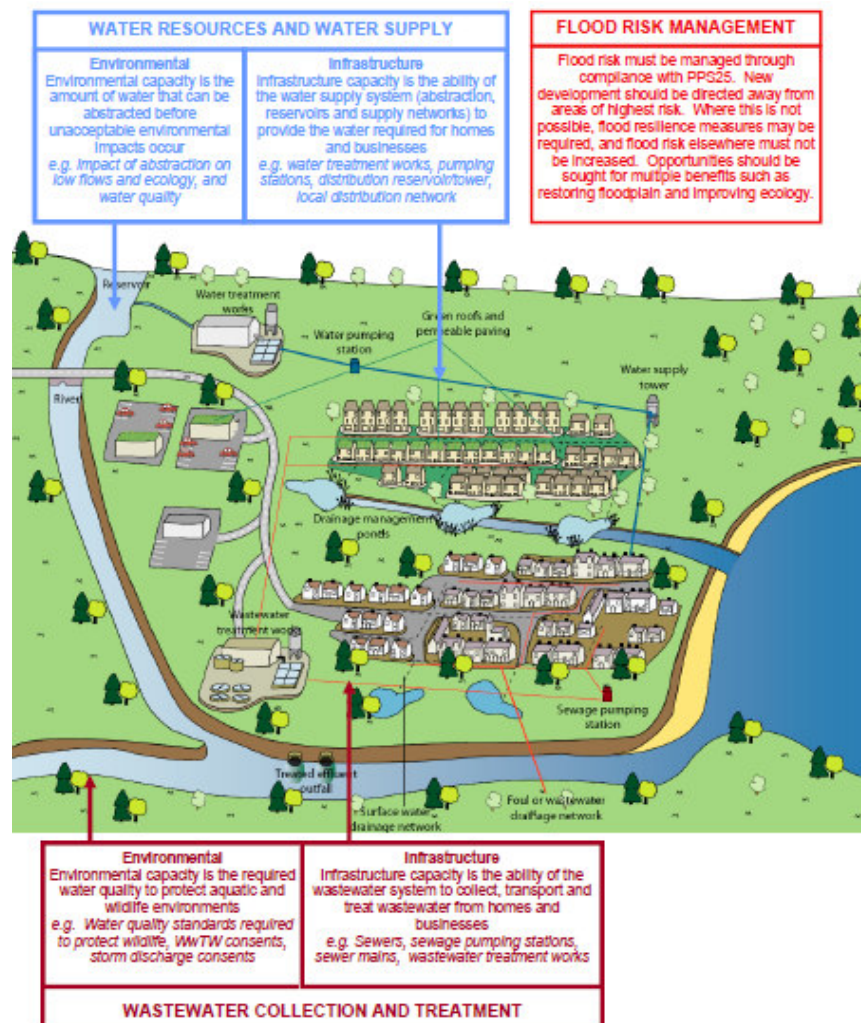 WATER RESOURCES AND WATER SUPPLY
Environmental
Environmental capacity is the
amount of water that can be
abstracted before
unacceptable environmental
impacts occur
e.g. Impact of abstraction on
low flows and ecology, and
water quality
Infrastructure
Infrastructure capacity is the ability of
the water supply system (abstraction,
reservoirs and supply networks) to
provide the water required for homes
and businesses
e.g. water treatment works, pumping
stations, distribution reservoir/tower,
local distribution network
FLOOD RISK MANAGEMENT
Flood risk must be managed through
compliance with PPS25. New
development should be directed away from
areas of highest risk. Where this is not
possible, flood resilience measures may be
required, and flood risk elsewhere must not
be increased. Opportunities should be
sought for multiple benefits such as
restoring floodplain and improving ecology.
Reservoir
Water treatment
works
Water pumping
station
Green roofs and
permeable paving
Water supply
tower
River
Drainage management
ponds
Wastewater
treatment works
Sewage pumping
station
Treated effluent
outfall
Surface water
drainage network
Foul or wastewater
drainage network
Environmental
Environmental capacity is the required
water quality to protect aquatic and
wildlife environments
e.g. Water quality standards required
to protect wildlife, WwTW consents,
storm discharge consents
Infrastructure
Infrastructure capacity is the ability of the
wastewater system to collect, transport and
treat wastewater from homes and
businesses
e.g. Sewers, sewage pumping stations,
sewer mains, wastewater treatment works
WASTEWATER COLLECTION AND TREATMENT